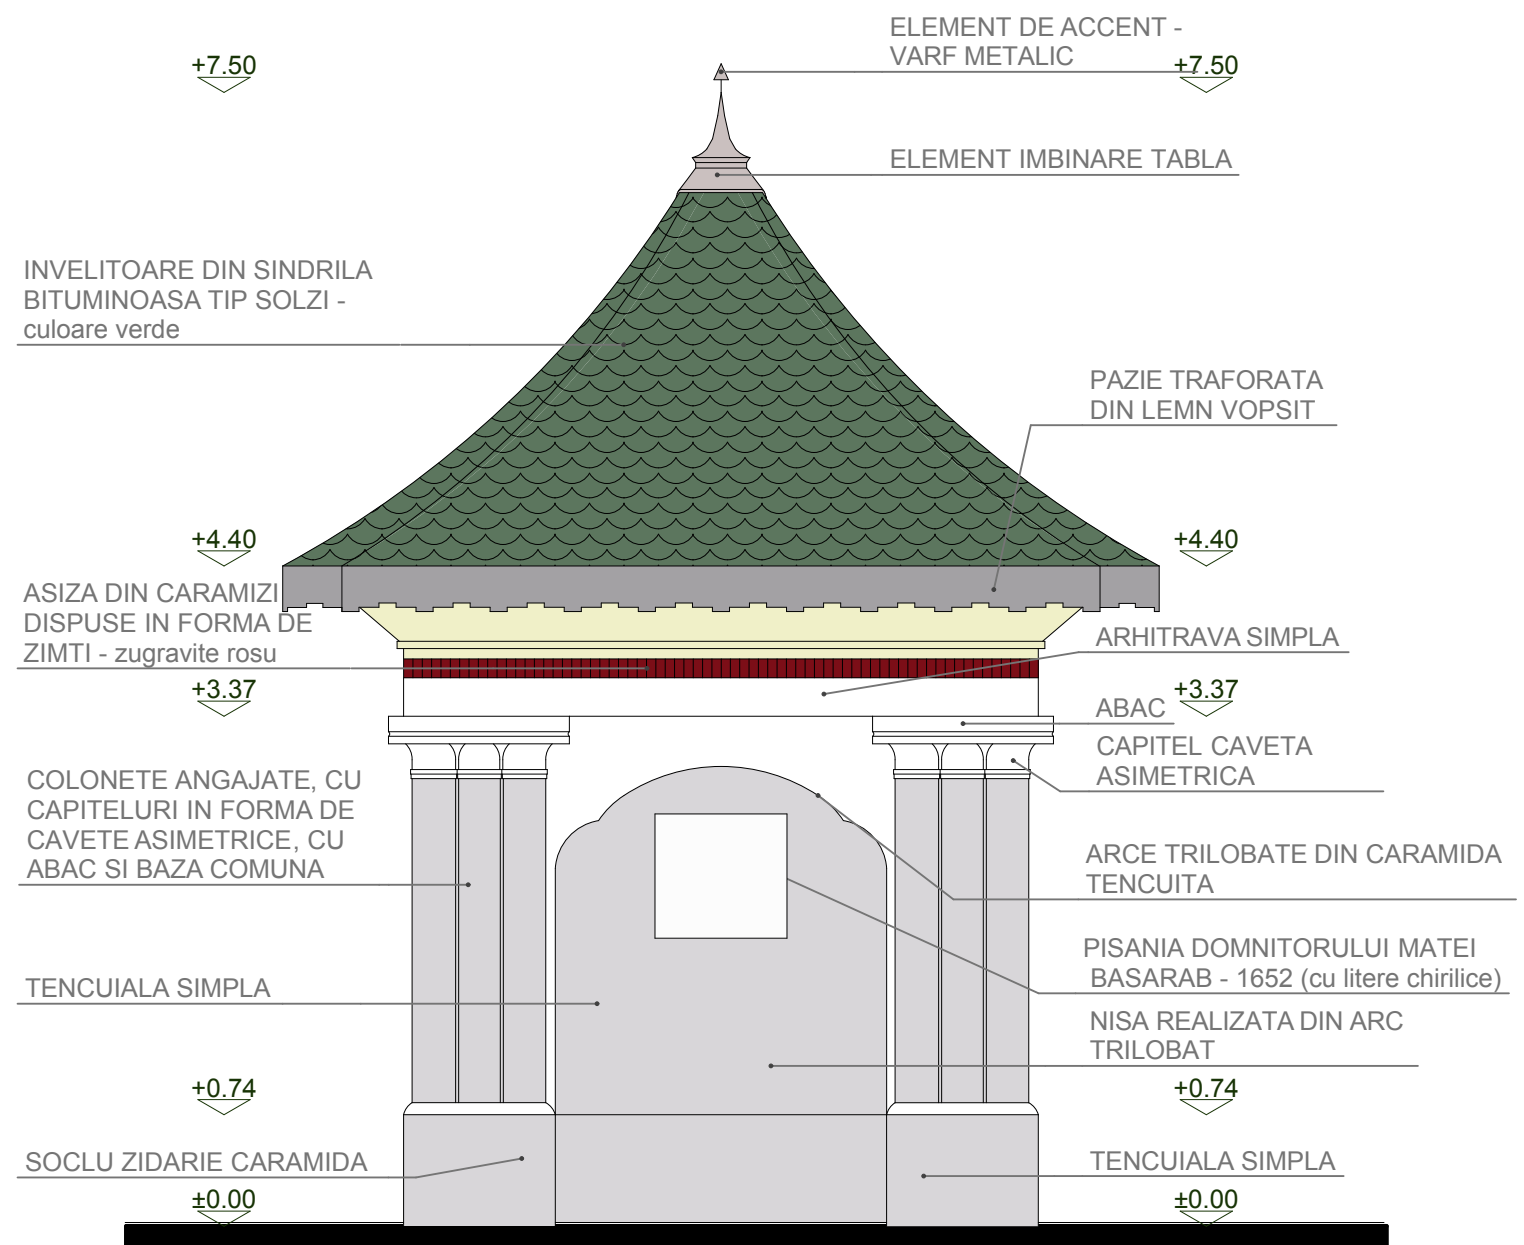 ELEMENT DE ACCENT -
VARF METALIC
+7.50
+7.50
ELEMENT IMBINARE TABLA
INVELITOARE DIN SINDRILA
BITUMINOASA TIP SOLZI -
culoare verde
PAZIE TRAFORATA
DIN LEMN VOPSIT
+4.40
+4.40
ASIZA DIN CARAMIZI
DISPUSE IN FORMA DE
ZIMTI - zugravite rosu
ARHITRAVA SIMPLA
+3.37
+3.37
ABAC
CAPITEL CAVETA
ASIMETRICA
COLONETE ANGAJATE, CU
CAPITELURI IN FORMA DE
CAVETE ASIMETRICE, CU
ABAC SI BAZA COMUNA
ARCE TRILOBATE DIN CARAMIDA
TENCUITA
PISANIA DOMNITORULUI MATEI
BASARAB - 1652 (cu litere chirilice)
TENCUIALA SIMPLA
NISA REALIZATA DIN ARC
TRILOBAT
+0.74
+0.74
SOCLU ZIDARIE CARAMIDA
TENCUIALA SIMPLA
±0.00
±0.00